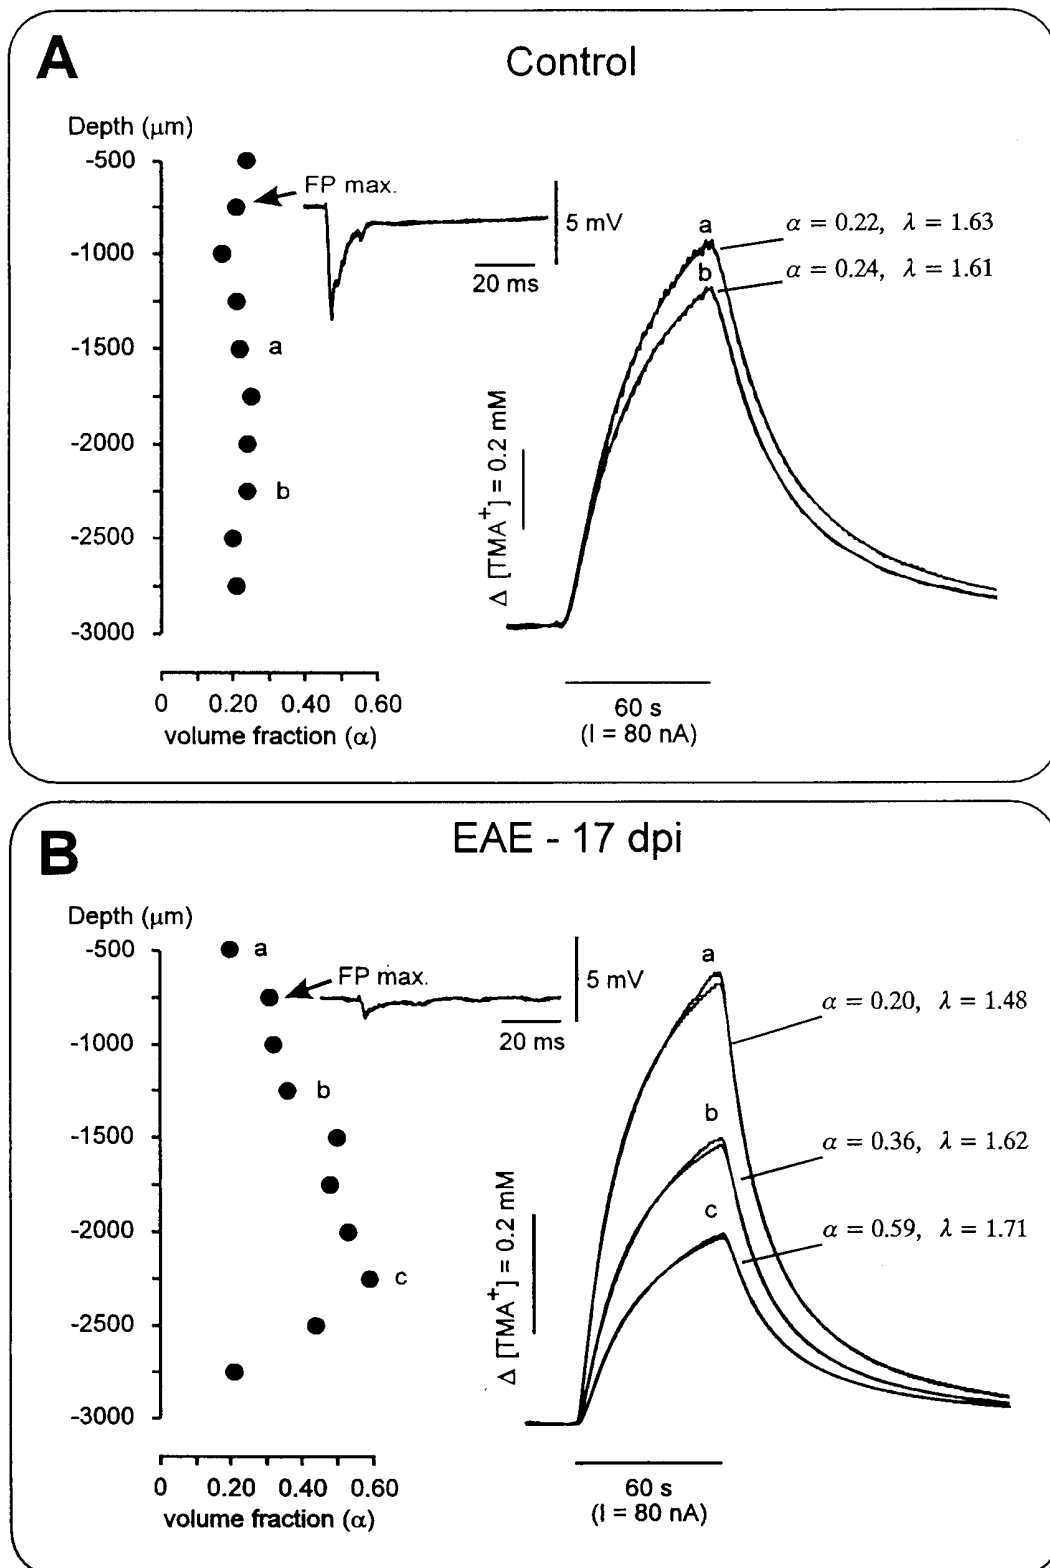 A
Control
Depth (μm)
-500
FP max.
5 mV
a
α = 0.22, λ = 1.63
-1000
b
α = 0.24, λ = 1.61
20 ms
-1500
a
-2000
Δ [TMA+] = 0.2 mM
b
-2500
-3000
0 0.20 0.40 0.60
volume fraction (α)
60 s
(I = 80 nA)
B
EAE - 17 dpi
Depth (μm)
-500
a
FP max.
5 mV
a
α = 0.20, λ = 1.48
20 ms
-1000
b
b
-1500
α = 0.36, λ = 1.62
-2000
c
α = 0.59, λ = 1.71
c
Δ [TMA+] = 0.2 mM
-2500
-3000
0 0.20 0.40 0.60
volume fraction (α)
60 s
(I = 80 nA)